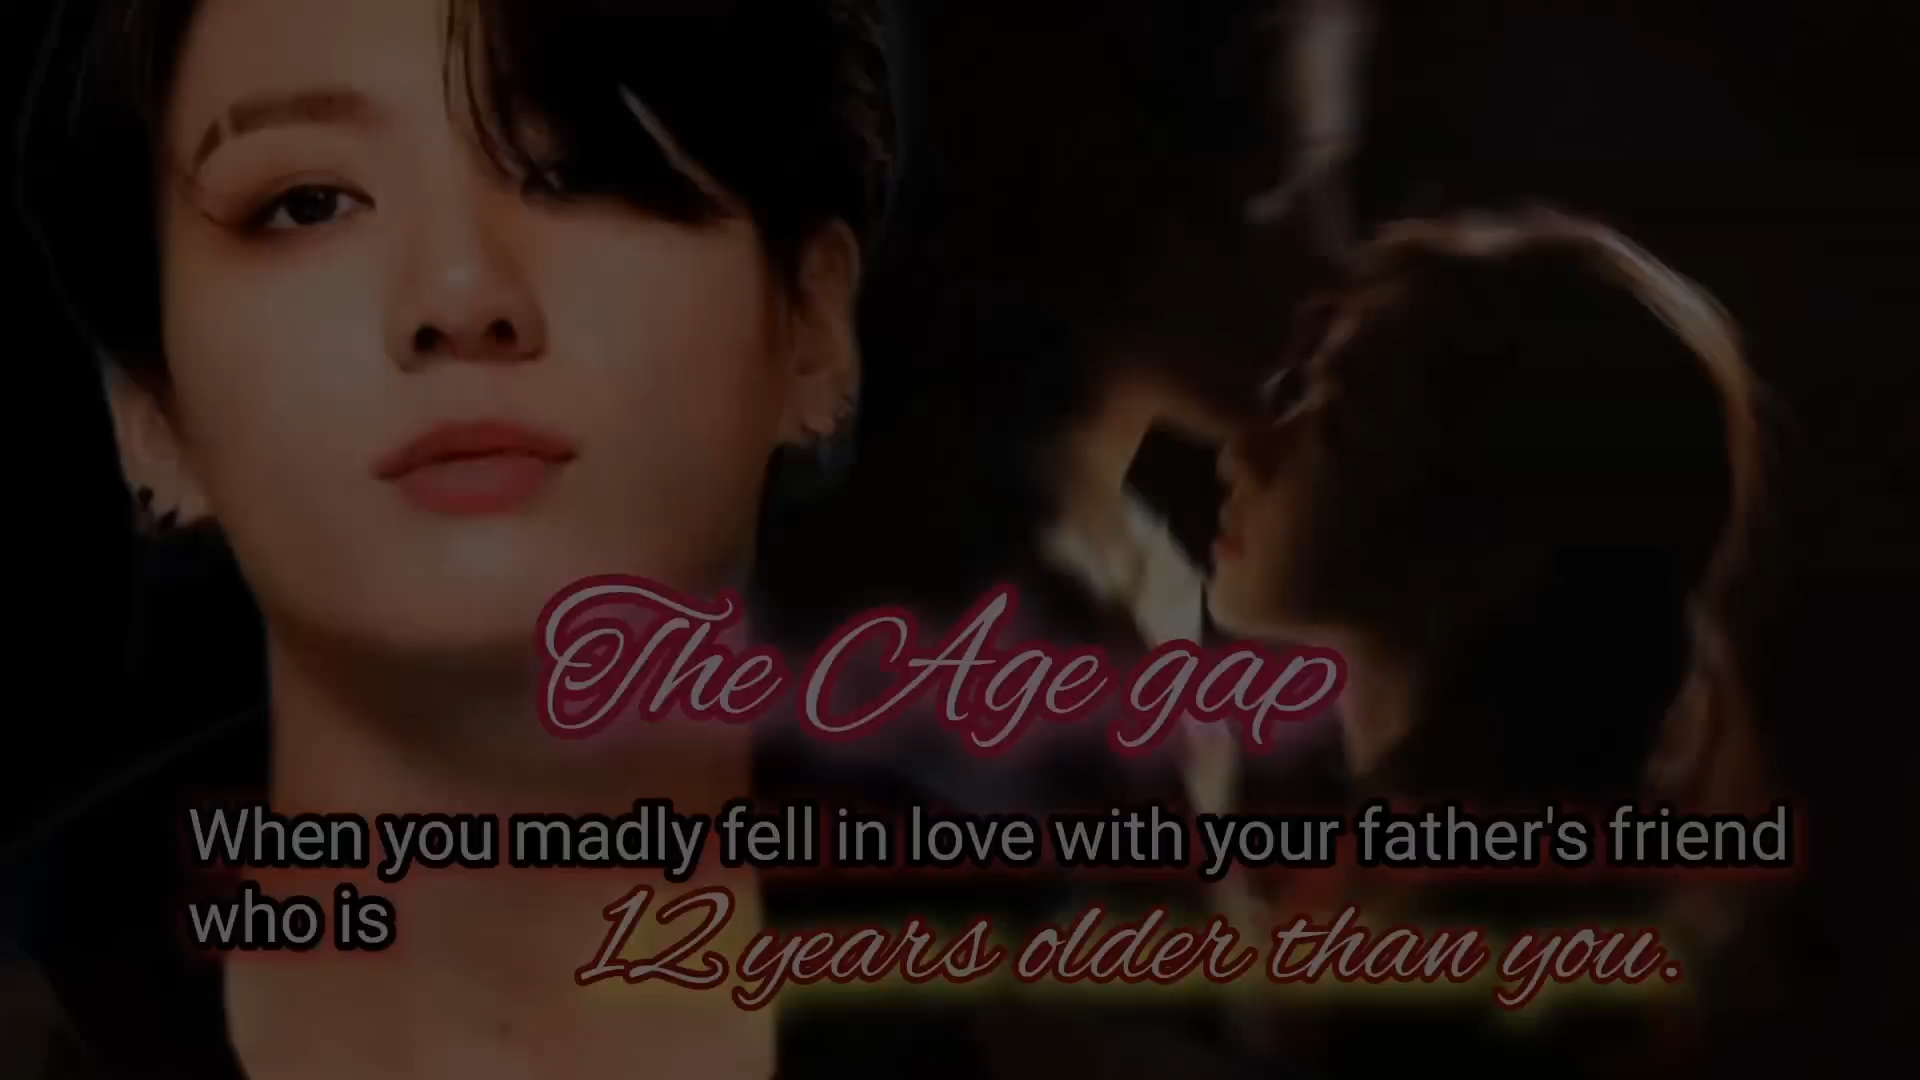 The Age gap
When you madly fell in love with your father's friend
who is 12 years older than you.